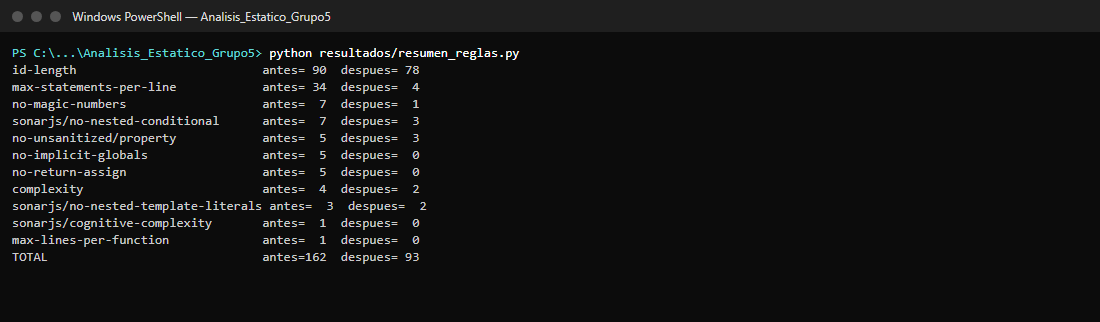 Windows PowerShell — Analisis_Estatico_Grupo5
PS C:\...\Analisis_Estatico_Grupo5> python resultados/resumen_reglas.py
id-length                         antes= 90  despues= 78
max-statements-per-line           antes= 34  despues=  4
no-magic-numbers                  antes=  7  despues=  1
sonarjs/no-nested-conditional     antes=  7  despues=  3
no-unsanitized/property           antes=  5  despues=  3
no-implicit-globals               antes=  5  despues=  0
no-return-assign                  antes=  5  despues=  0
complexity                        antes=  4  despues=  2
sonarjs/no-nested-template-literals antes=  3  despues=  2
sonarjs/cognitive-complexity      antes=  1  despues=  0
max-lines-per-function            antes=  1  despues=  0
TOTAL                             antes=162  despues= 93